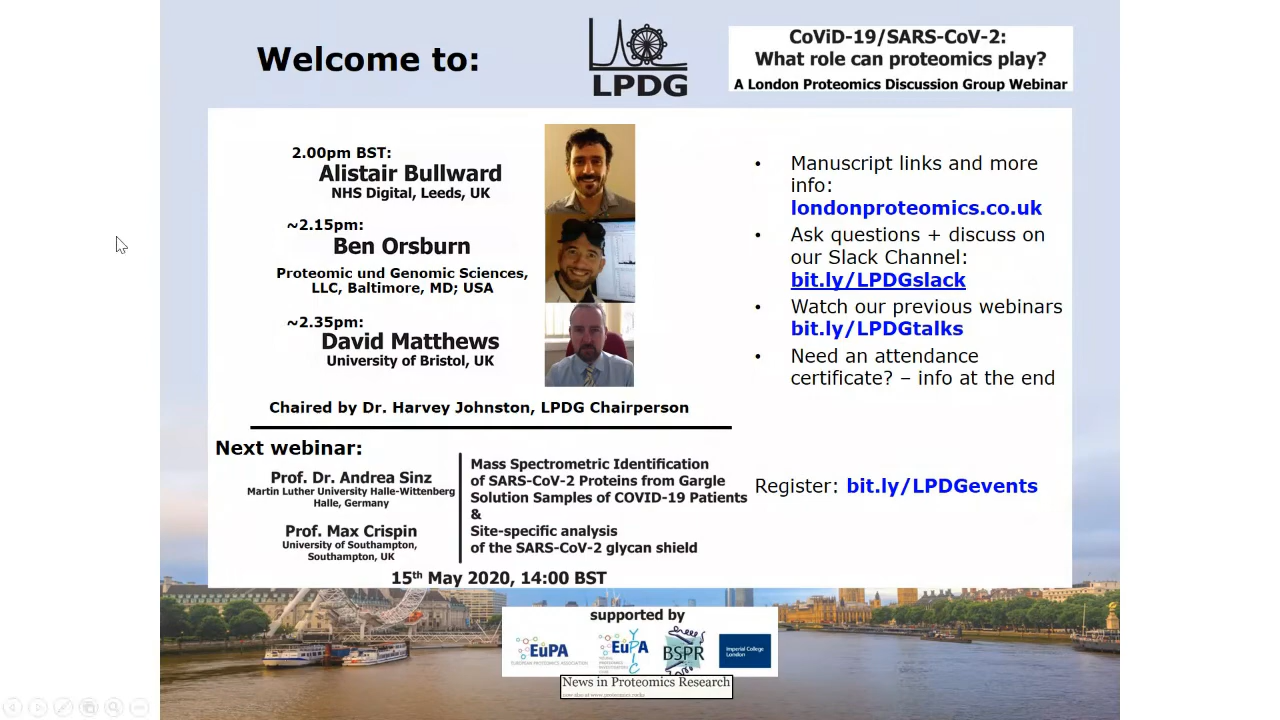 Welcome to:
LPDG
CoViD-19/SARS-CoV-2:
What role can proteomics play?
A London Proteomics Discussion Group Webinar
2.00pm BST:
Alistair Bullward
NHS Digital, Leeds, UK
~2.15pm:
Ben Orsburn
Proteomic und Genomic Sciences,
LLC, Baltimore, MD; USA
~2.35pm:
David Matthews
University of Bristol, UK
Chaired by Dr. Harvey Johnston, LPDG Chairperson
• Manuscript links and more
info:
londonproteomics.co.uk
• Ask questions + discuss on
our Slack Channel:
bit.ly/LPDGslack
• Watch our previous webinars
bit.ly/LPDGtalks
• Need an attendance
certificate? – info at the end
Next webinar:
Prof. Dr. Andrea Sinz
Martin Luther University Halle-Wittenberg
Halle, Germany
Prof. Max Crispin
University of Southampton,
Southampton, UK
Mass Spectrometric Identification
of SARS-CoV-2 Proteins from Gargle
Solution Samples of COVID-19 Patients
&
Site-specific analysis
of the SARS-CoV-2 glycan shield
15th May 2020, 14:00 BST
Register: bit.ly/LPDGevents
supported by
EuPA
EUROPEAN PROTEOMICS ASSOCIATION
EuPA
YPIC
BSPR
Imperial College
London
News in Proteomics Research